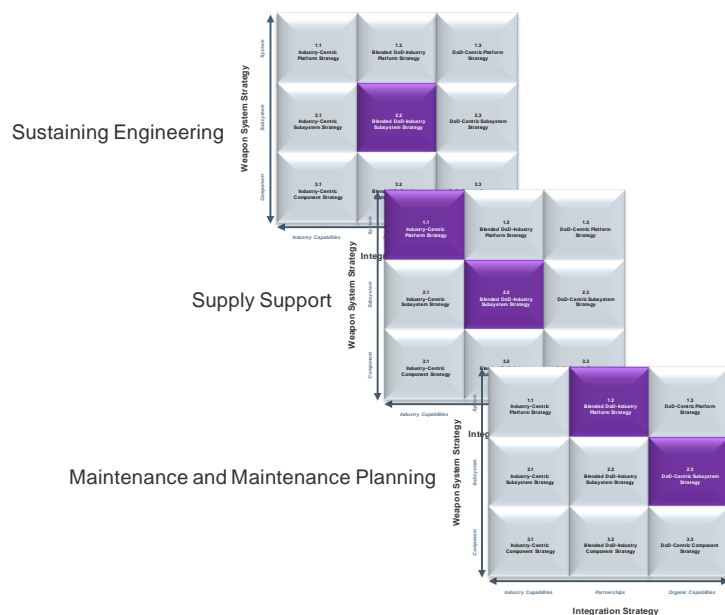 Sustaining Engineering
Weapon System Strategy
System
Subsystem
Component
1.1
Industry-Centric
Platform Strategy
1.2
Blended DoD-Industry
Platform Strategy
1.3
DoD-Centric Platform
Strategy
2.1
Industry-Centric
Subsystem Strategy
2.2
Blended DoD-Industry
Subsystem Strategy
2.3
DoD-Centric Subsystem
Strategy
3.1
Industry-Centric
Component Strategy
3.2
3.3
Industry Capabilities
Supply Support
Weapon System Strategy
System
Subsystem
Component
1.1
Industry-Centric
Platform Strategy
1.2
Blended DoD-Industry
Platform Strategy
1.3
DoD-Centric Platform
Strategy
2.1
Industry-Centric
Subsystem Strategy
2.2
Blended DoD-Industry
Subsystem Strategy
2.3
DoD-Centric Subsystem
Strategy
3.1
Industry-Centric
Component Strategy
3.2
3.3
Industry Capabilities
Maintenance and Maintenance Planning
Weapon System Strategy
System
Subsystem
Component
1.1
Industry-Centric
Platform Strategy
1.2
Blended DoD-Industry
Platform Strategy
1.3
DoD-Centric Platform
Strategy
2.1
Industry-Centric
Subsystem Strategy
2.2
Blended DoD-Industry
Subsystem Strategy
2.3
DoD-Centric Subsystem
Strategy
3.1
Industry-Centric
Component Strategy
3.2
Blended DoD-Industry
Component Strategy
3.3
DoD-Centric Component
Strategy
Industry Capabilities
Partnerships
Organic Capabilities
Integration Strategy